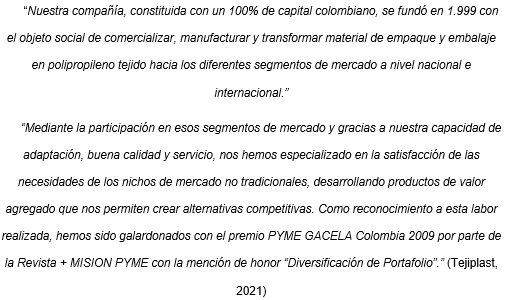 “Nuestra compañía, constituida con un 100% de capital colombiano, se fundó en 1.999 con
el objeto social de comercializar, manufacturar y transformar material de empaque y embalaje
en polipropileno tejido hacia los diferentes segmentos de mercado a nivel nacional e
internacional.”
“Mediante la participación en esos segmentos de mercado y gracias a nuestra capacidad de
adaptación, buena calidad y servicio, nos hemos especializado en la satisfacción de las
necesidades de los nichos de mercado no tradicionales, desarrollando productos de valor
agregado que nos permiten crear alternativas competitivas. Como reconocimiento a esta labor
realizada, hemos sido galardonados con el premio PYME GACELA Colombia 2009 por parte de
la Revista + MISION PYME con la mención de honor “Diversificación de Portafolio”.” (Tejiplast,
2021)